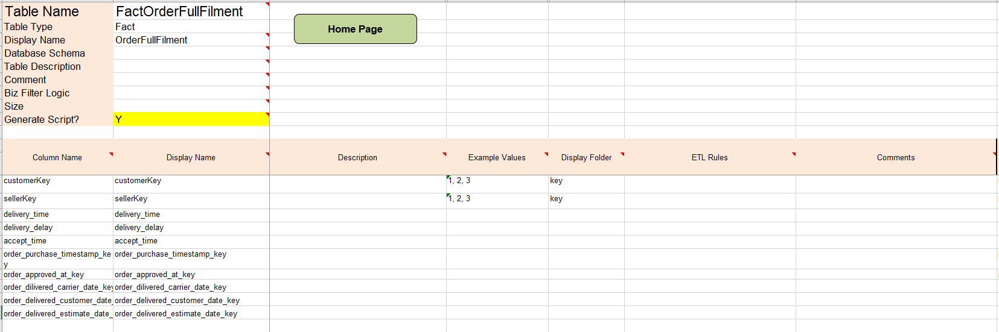 Table Name FactOrderFullFilment
Table Type Fact
Home Page
Display Name OrderFullFilment
Database Schema
Table Description
Comment
Biz Filter Logic
Size
Generate Script? Y
Column Name Display Name Description Example Values Display Folder ETL Rules Comments
customerKey customerKey 1, 2, 3 key
sellerKey sellerKey 1, 2, 3 key
delivery_time delivery_time
delivery_delay delivery_delay
accept_time accept_time
order_purchase_timestamp_ke order_purchase_timestamp_key
y
order_approved_at_key order_approved_at_key
order_dilivered_carrier_date_key order_dilivered_carrier_date_key
order_delivered_customer_date_ order_delivered_customer_date_key
order_delivered_estimate_date_ order_delivered_estimate_date_key